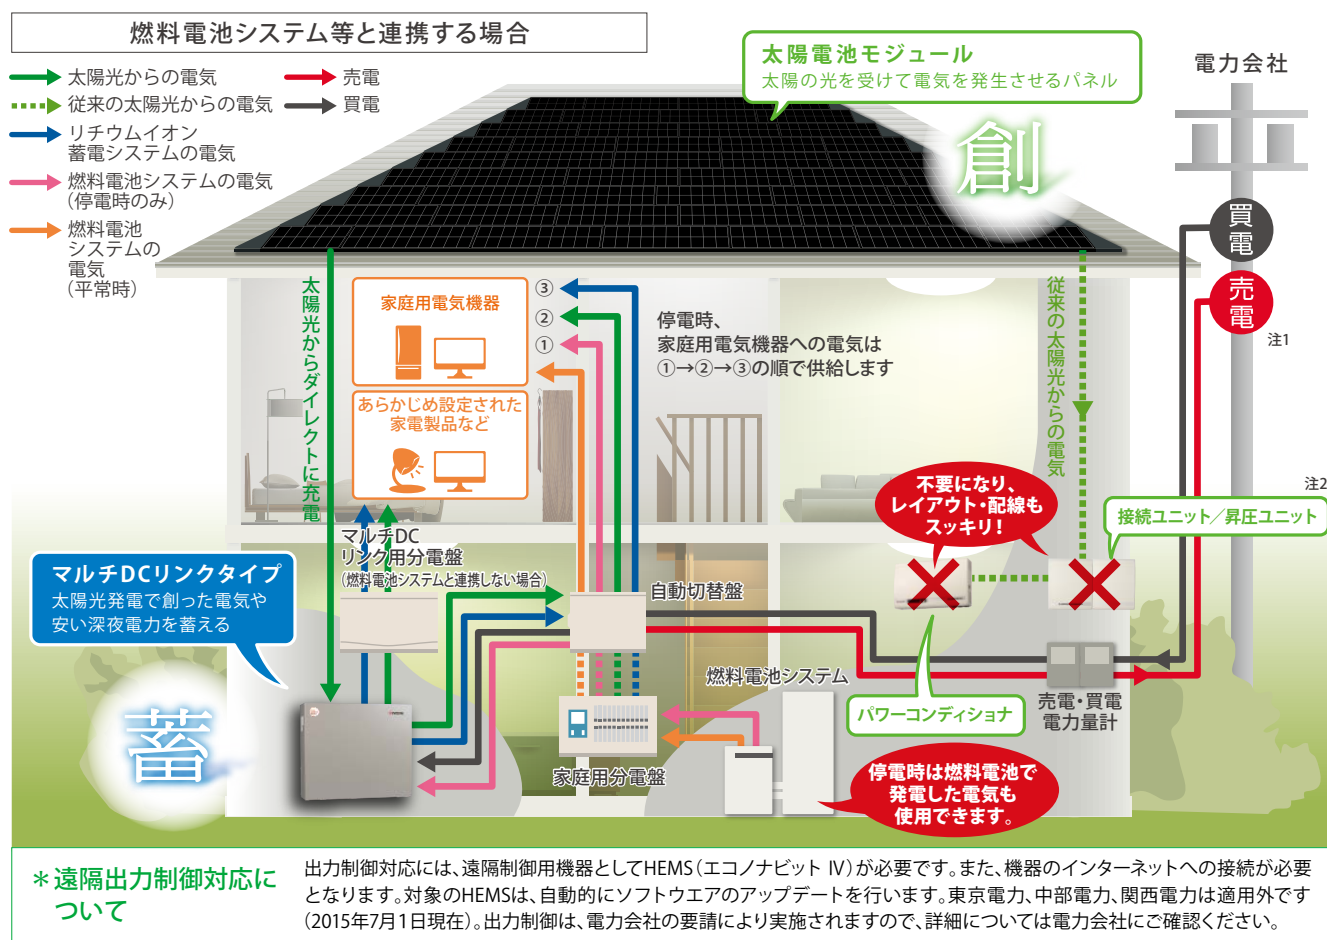 燃料電池システム等と連携する場合
太陽光からの電気
従来の太陽光からの電気
リチウムイオン
蓄電システムの電気
燃料電池システムの電気
(停電時のみ)
燃料電池
システムの
電気
(平常時)
売電
買電
太陽電池モジュール
太陽の光を受けて電気を発生させるパネル
創
電力会社
買電
売電
注1
注2
太陽光からダイレクトに充電
家庭用電気機器
あらかじめ設定された
家電製品など
③
②
①
停電時、
家庭用電気機器への電気は
①→②→③の順で供給します
従来の太陽光からの電気
不要になり、
レイアウト・配線も
スッキリ!
接続ユニット/昇圧ユニット
マルチDC
リンク用分電盤
(燃料電池システムと連携しない場合)
マルチDCリンクタイプ
太陽光発電で創った電気や
安い深夜電力を蓄える
蓄
自動切替盤
燃料電池システム
家庭用分電盤
パワーコンディショナ
売電・買電
電力量計
停電時は燃料電池で
発電した電気も
使用できます。
＊遠隔出力制御対応に
ついて
出力制御対応には、遠隔制御用機器としてHEMS(エコノナビット IV)が必要です。また、機器のインターネットへの接続が必要
となります。対象のHEMSは、自動的にソフトウエアのアップデートを行います。東京電力、中部電力、関西電力は適用外です
(2015年7月1日現在)。出力制御は、電力会社の要請により実施されますので、詳細については電力会社にご確認ください。